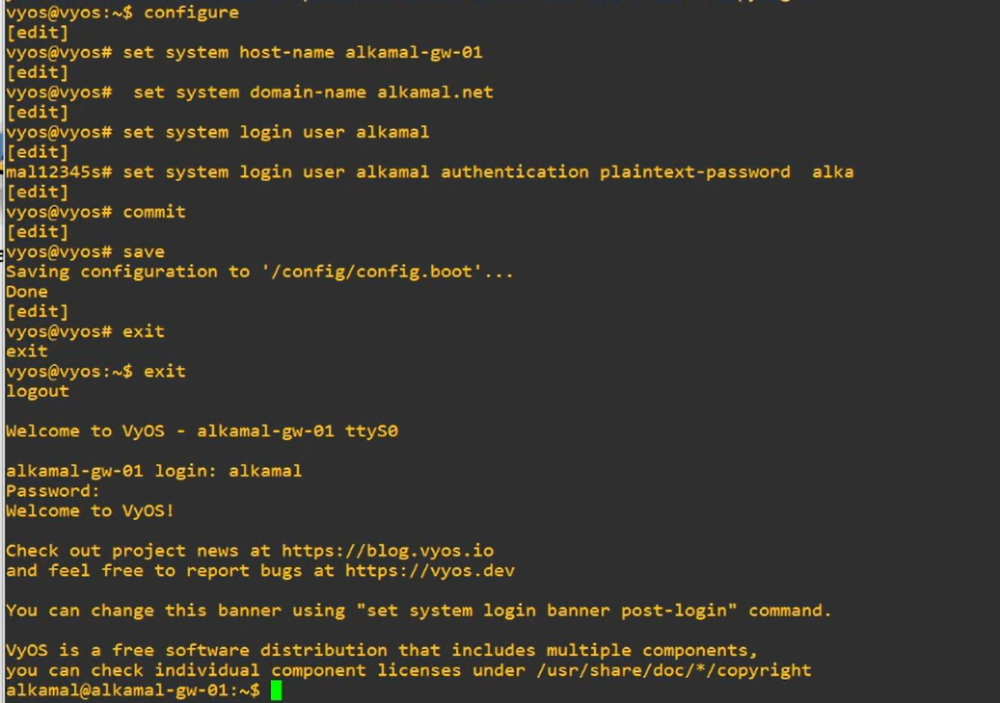 vyos@vyos:~$ configure
[edit]
vyos@vyos# set system host-name alkamal-gw-01
[edit]
vyos@vyos#  set system domain-name alkamal.net
[edit]
vyos@vyos# set system login user alkamal
[edit]
mal12345s# set system login user alkamal authentication plaintext-password  alka
[edit]
vyos@vyos# commit
[edit]
vyos@vyos# save
Saving configuration to '/config/config.boot'...
Done
[edit]
vyos@vyos# exit
exit
vyos@vyos:~$ exit
logout
Welcome to VyOS - alkamal-gw-01 ttyS0
alkamal-gw-01 login: alkamal
Password:
Welcome to VyOS!
Check out project news at https://blog.vyos.io
and feel free to report bugs at https://vyos.dev
You can change this banner using "set system login banner post-login" command.
VyOS is a free software distribution that includes multiple components,
you can check individual component licenses under /usr/share/doc/*/copyright
alkamal@alkamal-gw-01:~$